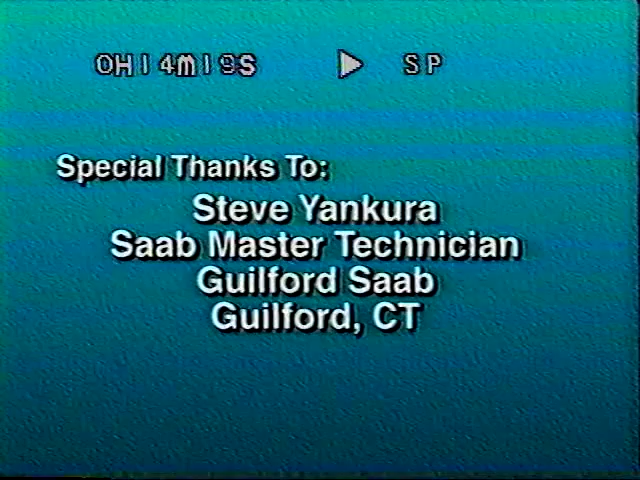 0H14M19S ▶ SP
Special Thanks To:
Steve Yankura
Saab Master Technician
Guilford Saab
Guilford, CT